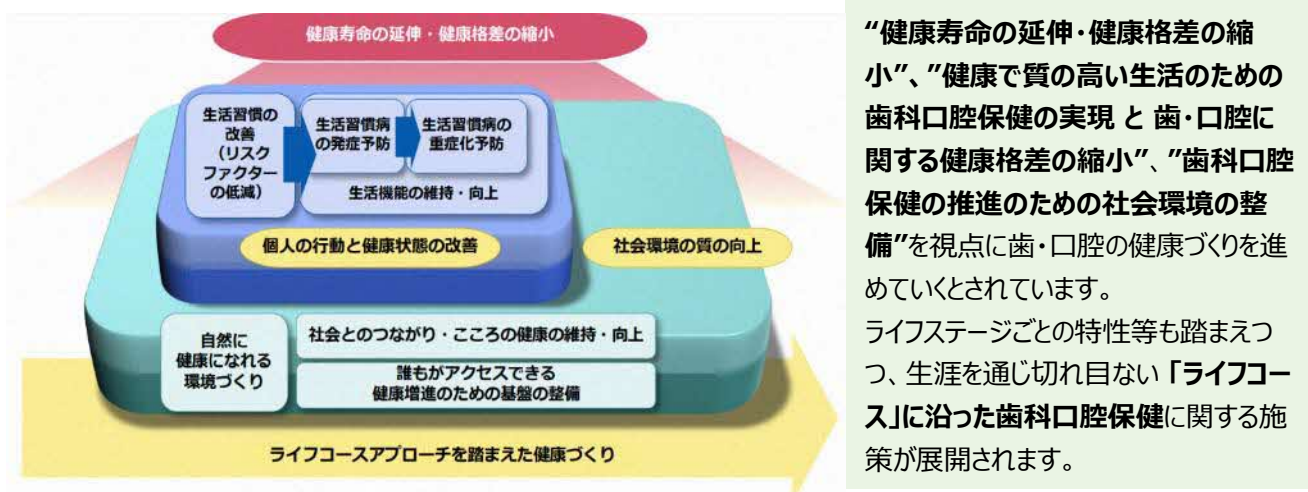 健康寿命の延伸・健康格差の縮小
生活習慣の
改善
（リスク
ファクター
の低減）
生活習慣病
の発症予防
生活習慣病の
重症化予防
生活機能の維持・向上
個人の行動と健康状態の改善
社会環境の質の向上
自然に
健康になれる
環境づくり
社会とのつながり・こころの健康の維持・向上
誰もがアクセスできる
健康増進のための基盤の整備
ライフコースアプローチを踏まえた健康づくり
“健康寿命の延伸・健康格差の縮
小”、”健康で質の高い生活のための
歯科口腔保健の実現 と 歯・口腔に
関する健康格差の縮小”、”歯科口腔
保健の推進のための社会環境の整
備”を視点に歯・口腔の健康づくりを進
めていくとされています。
ライフステージごとの特性等も踏まえつ
つ、生涯を通じ切れ目ない「ライフコー
ス」に沿った歯科口腔保健に関する施
策が展開されます。